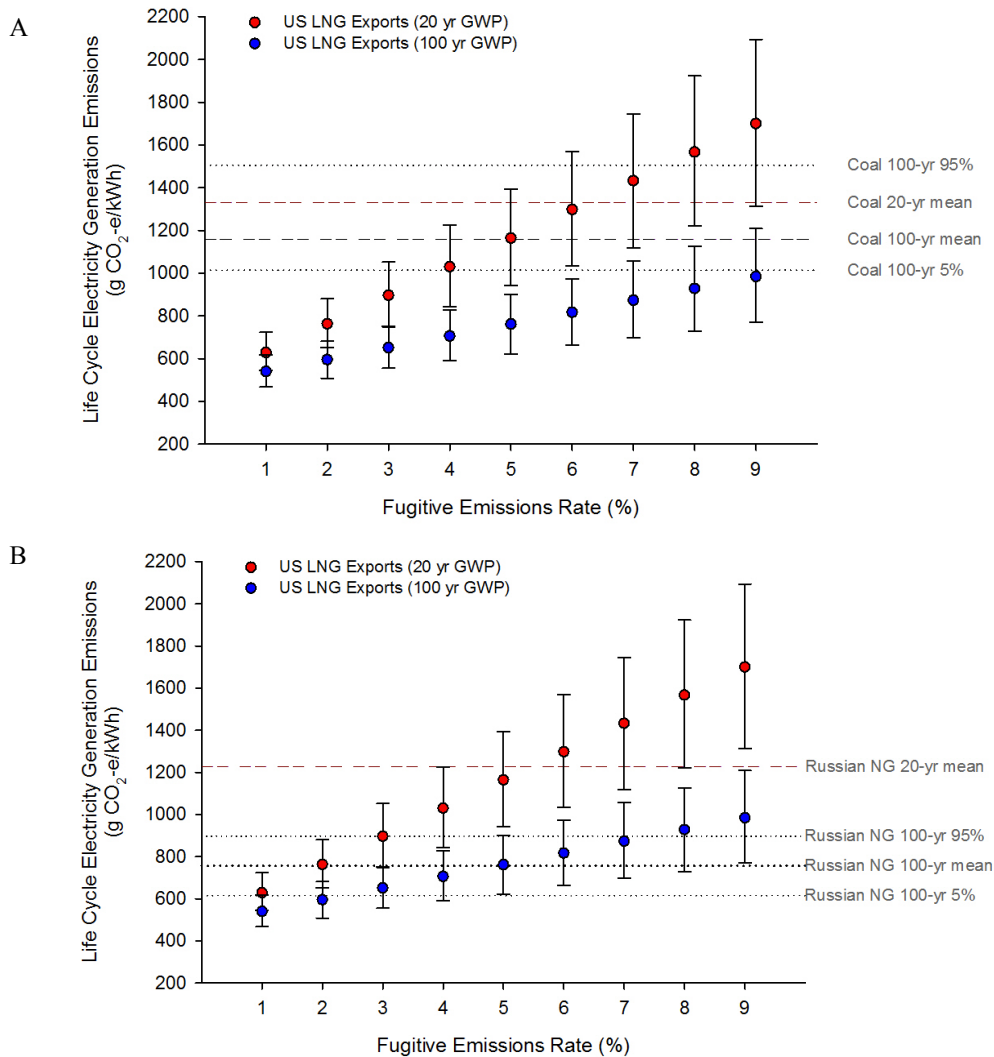 A
US LNG Exports (20 yr GWP)
US LNG Exports (100 yr GWP)
Life Cycle Electricity Generation Emissions
(g CO2-e/kWh)
2200
2000
1800
1600
1400
1200
1000
800
600
400
200
Coal 100-yr 95%
Coal 20-yr mean
Coal 100-yr mean
Coal 100-yr 5%
1 2 3 4 5 6 7 8 9
Fugitive Emissions Rate (%)
B
US LNG Exports (20 yr GWP)
US LNG Exports (100 yr GWP)
Life Cycle Electricity Generation Emissions
(g CO2-e/kWh)
2200
2000
1800
1600
1400
1200
1000
800
600
400
200
Russian NG 20-yr mean
Russian NG 100-yr 95%
Russian NG 100-yr mean
Russian NG 100-yr 5%
1 2 3 4 5 6 7 8 9
Fugitive Emissions Rate (%)